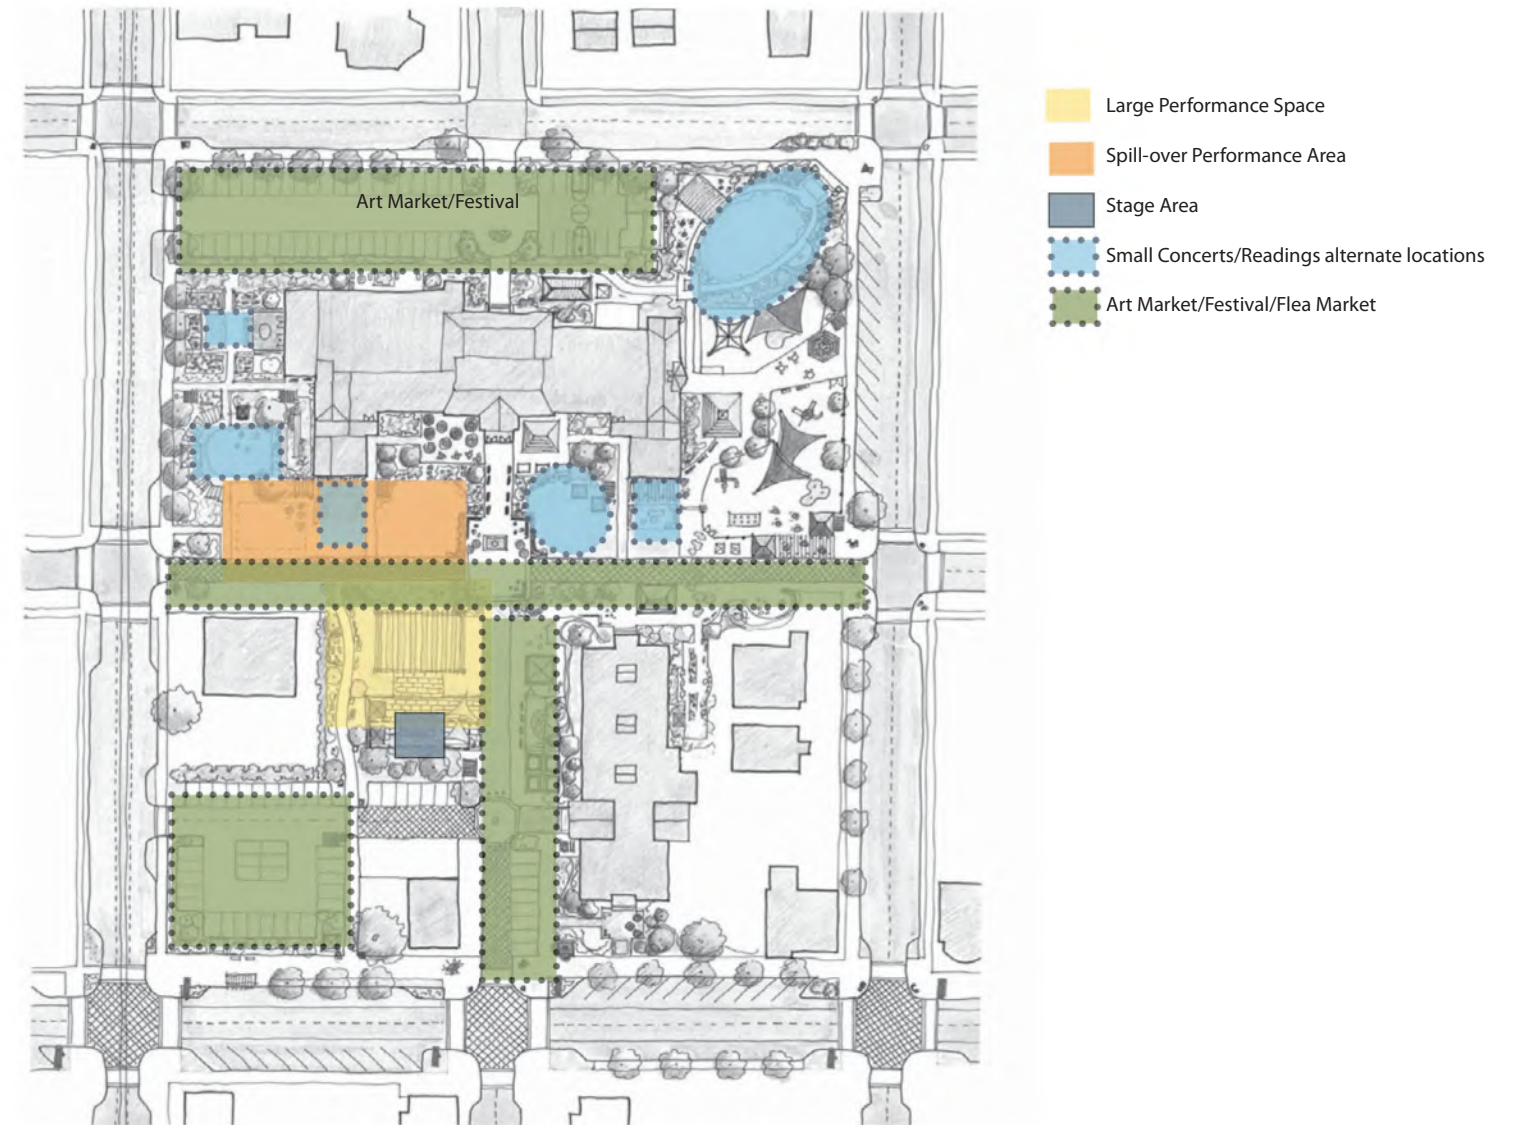 Large Performance Space
Spill-over Performance Area
Art Market/Festival
Stage Area
Small Concerts/Readings alternate locations
Art Market/Festival/Flea Market